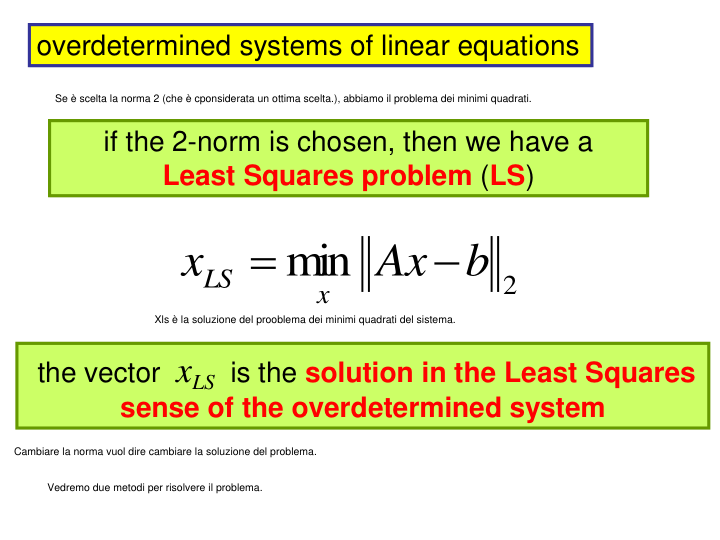 overdetermined systems of linear equations
Se è scelta la norma 2 (che è cponsiderata un ottima scelta.), abbiamo il problema dei minimi quadrati.
if the 2-norm is chosen, then we have a
Least Squares problem (LS)
x_{LS} = min_x ‖Ax − b‖_2
Xls è la soluzione del prooblema dei minimi quadrati del sistema.
the vector x_{LS} is the solution in the Least Squares
sense of the overdetermined system
Cambiare la norma vuol dire cambiare la soluzione del problema.
Vedremo due metodi per risolvere il problema.